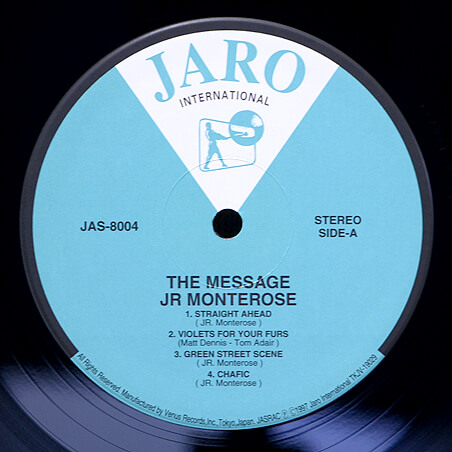 JARO
INTERNATIONAL
JAS-8004
STEREO
SIDE-A
THE MESSAGE
JR MONTEROSE
1. STRAIGHT AHEAD
( JR. Monterose )
2. VIOLETS FOR YOUR FURS
(Matt Dennis - Tom Adair )
3. GREEN STREET SCENE
( JR. Monterose )
4. CHAFIC
( JR. Monterose )
All Rights Reserved. Manufactured by Venus Records,Inc,Tokyo,Japan, JASRAC Ⓟ, ©1997 Jaro International TKJV-19029